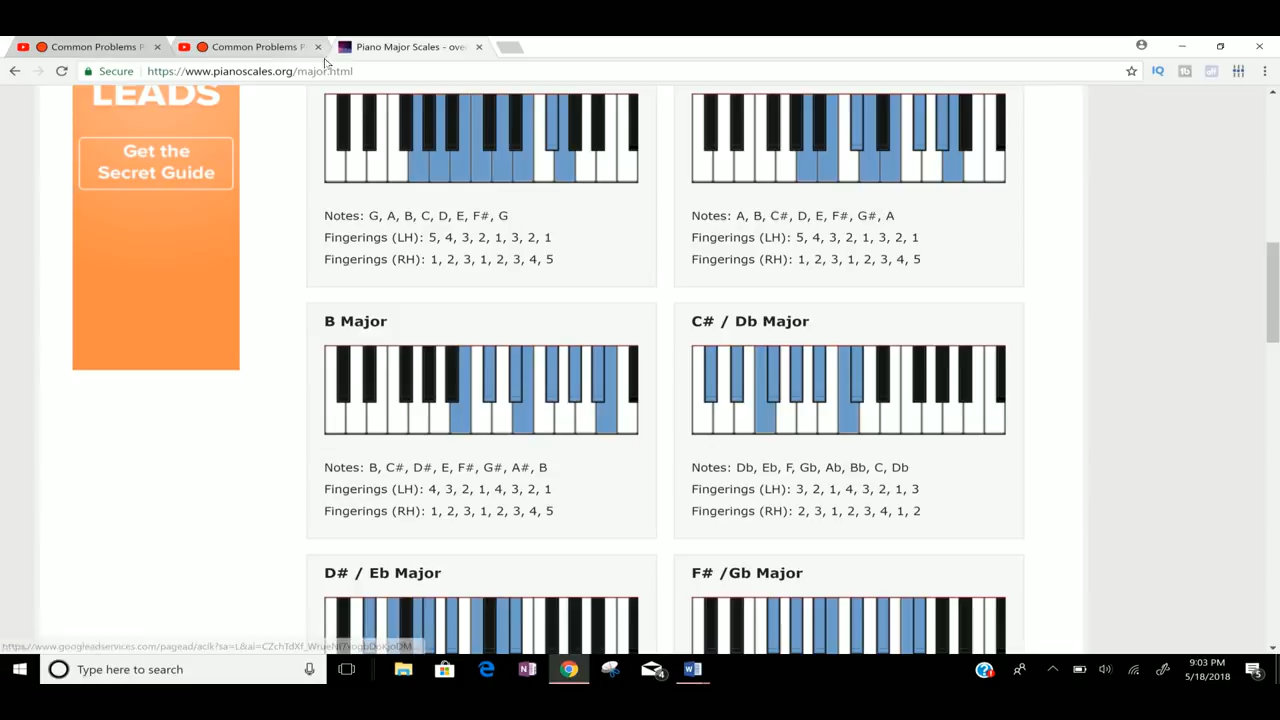 Common Problems P
Common Problems P
Piano Major Scales - ove
Secure
https://www.pianoscales.org/major.html
IQ
LEADS
Get the
Secret Guide
Notes: G, A, B, C, D, E, F#, G
Fingerings (LH): 5, 4, 3, 2, 1, 3, 2, 1
Fingerings (RH): 1, 2, 3, 1, 2, 3, 4, 5
Notes: A, B, C#, D, E, F#, G#, A
Fingerings (LH): 5, 4, 3, 2, 1, 3, 2, 1
Fingerings (RH): 1, 2, 3, 1, 2, 3, 4, 5
B Major
Notes: B, C#, D#, E, F#, G#, A#, B
Fingerings (LH): 4, 3, 2, 1, 4, 3, 2, 1
Fingerings (RH): 1, 2, 3, 1, 2, 3, 4, 5
C# / Db Major
Notes: Db, Eb, F, Gb, Ab, Bb, C, Db
Fingerings (LH): 3, 2, 1, 4, 3, 2, 1, 3
Fingerings (RH): 2, 3, 1, 2, 3, 4, 1, 2
D# / Eb Major
F# /Gb Major
Type here to search
4
9:03 PM
5/18/2018
5